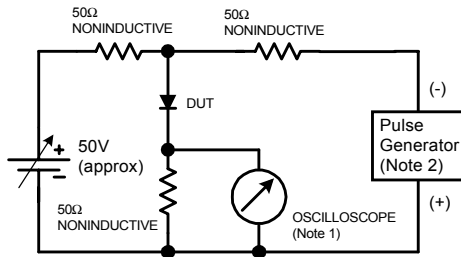 50Ω
NONINDUCTIVE
50Ω
NONINDUCTIVE
(-)
DUT
+
50V
(approx)
-
Pulse
Generator
(Note 2)
50Ω
NONINDUCTIVE
(+)
OSCILLOSCOPE
(Note 1)